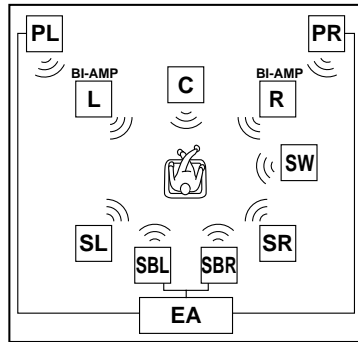 PL PR
BI-AMP BI-AMP
L C R
SW
SL SR
SBL SBR
EA